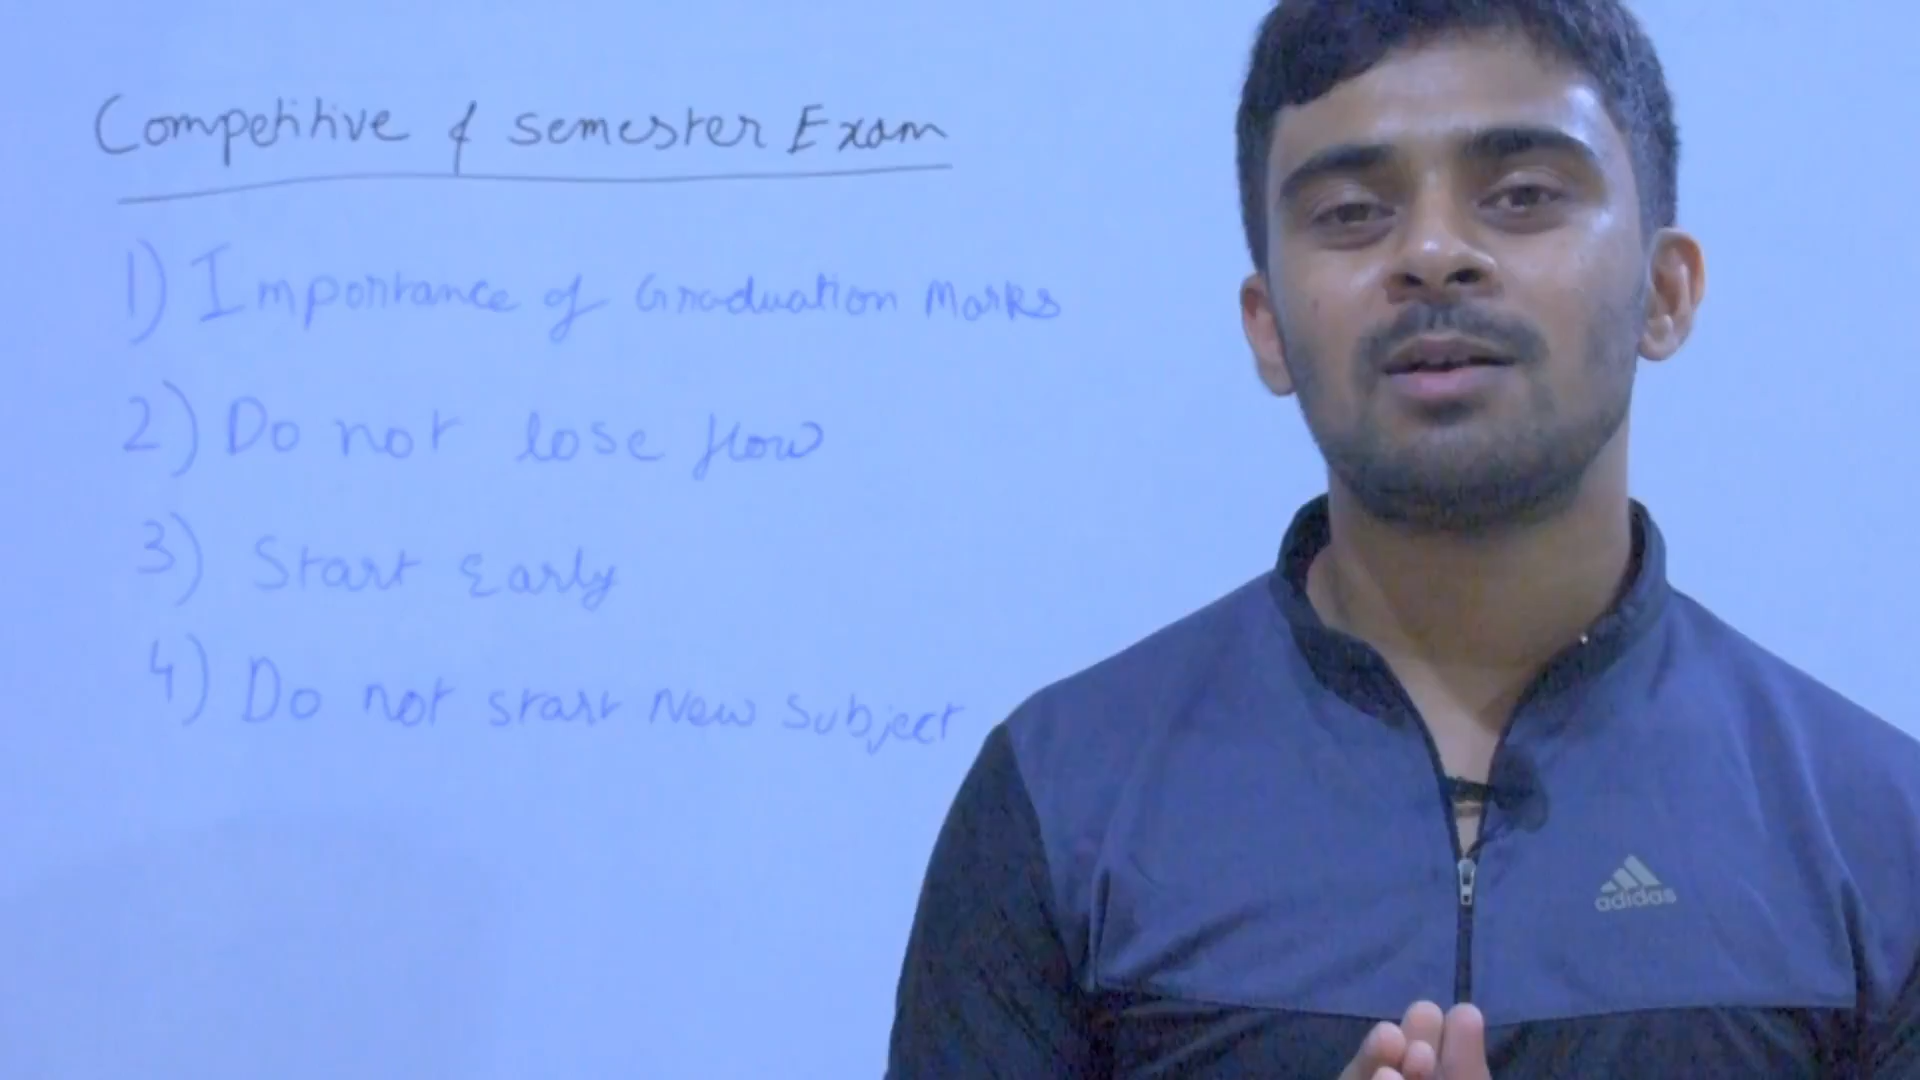 Competitive & semester Exam
1) Importance of Graduation Marks
2) Do not lose flow
3) Start Early
4) Do not start New Subject
adidas